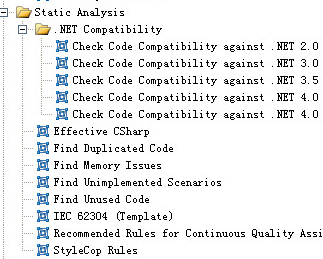 Static Analysis
.NET Compatibility
Check Code Compatibility against .NET 2.0
Check Code Compatibility against .NET 3.0
Check Code Compatibility against .NET 3.5
Check Code Compatibility against .NET 4.0
Check Code Compatibility against .NET 4.0
Effective CSharp
Find Duplicated Code
Find Memory Issues
Find Unimplemented Scenarios
Find Unused Code
IEC 62304 (Template)
Recommended Rules for Continuous Quality Assi
StyleCop Rules